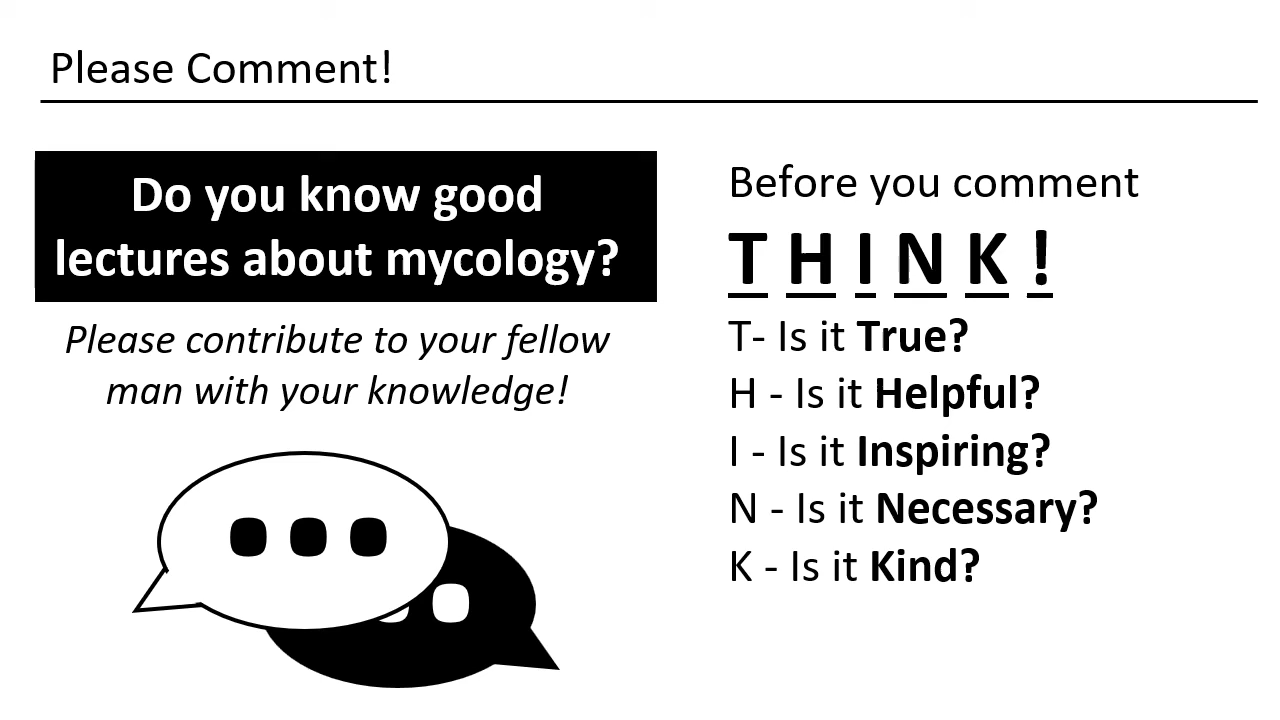 Please Comment!
Do you know good
lectures about mycology?
Please contribute to your fellow
man with your knowledge!
Before you comment
T H I N K !
T- Is it True?
H - Is it Helpful?
I - Is it Inspiring?
N - Is it Necessary?
K - Is it Kind?